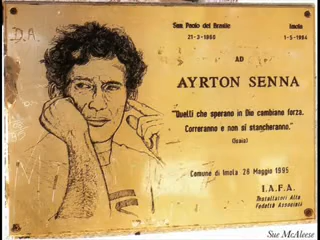 D.A.
San Paolo del Brasile Imola
21-3-1960 1-5-1994
AD
AYRTON SENNA
"Quelli che sperano in Dio cambiano forza.
Correranno e non si stancheranno."
(Isaia)
Comune di Imola 26 Maggio 1995
I.A.F.A.
Installatori Alta
Fedeltà Associati
Sue McAleese